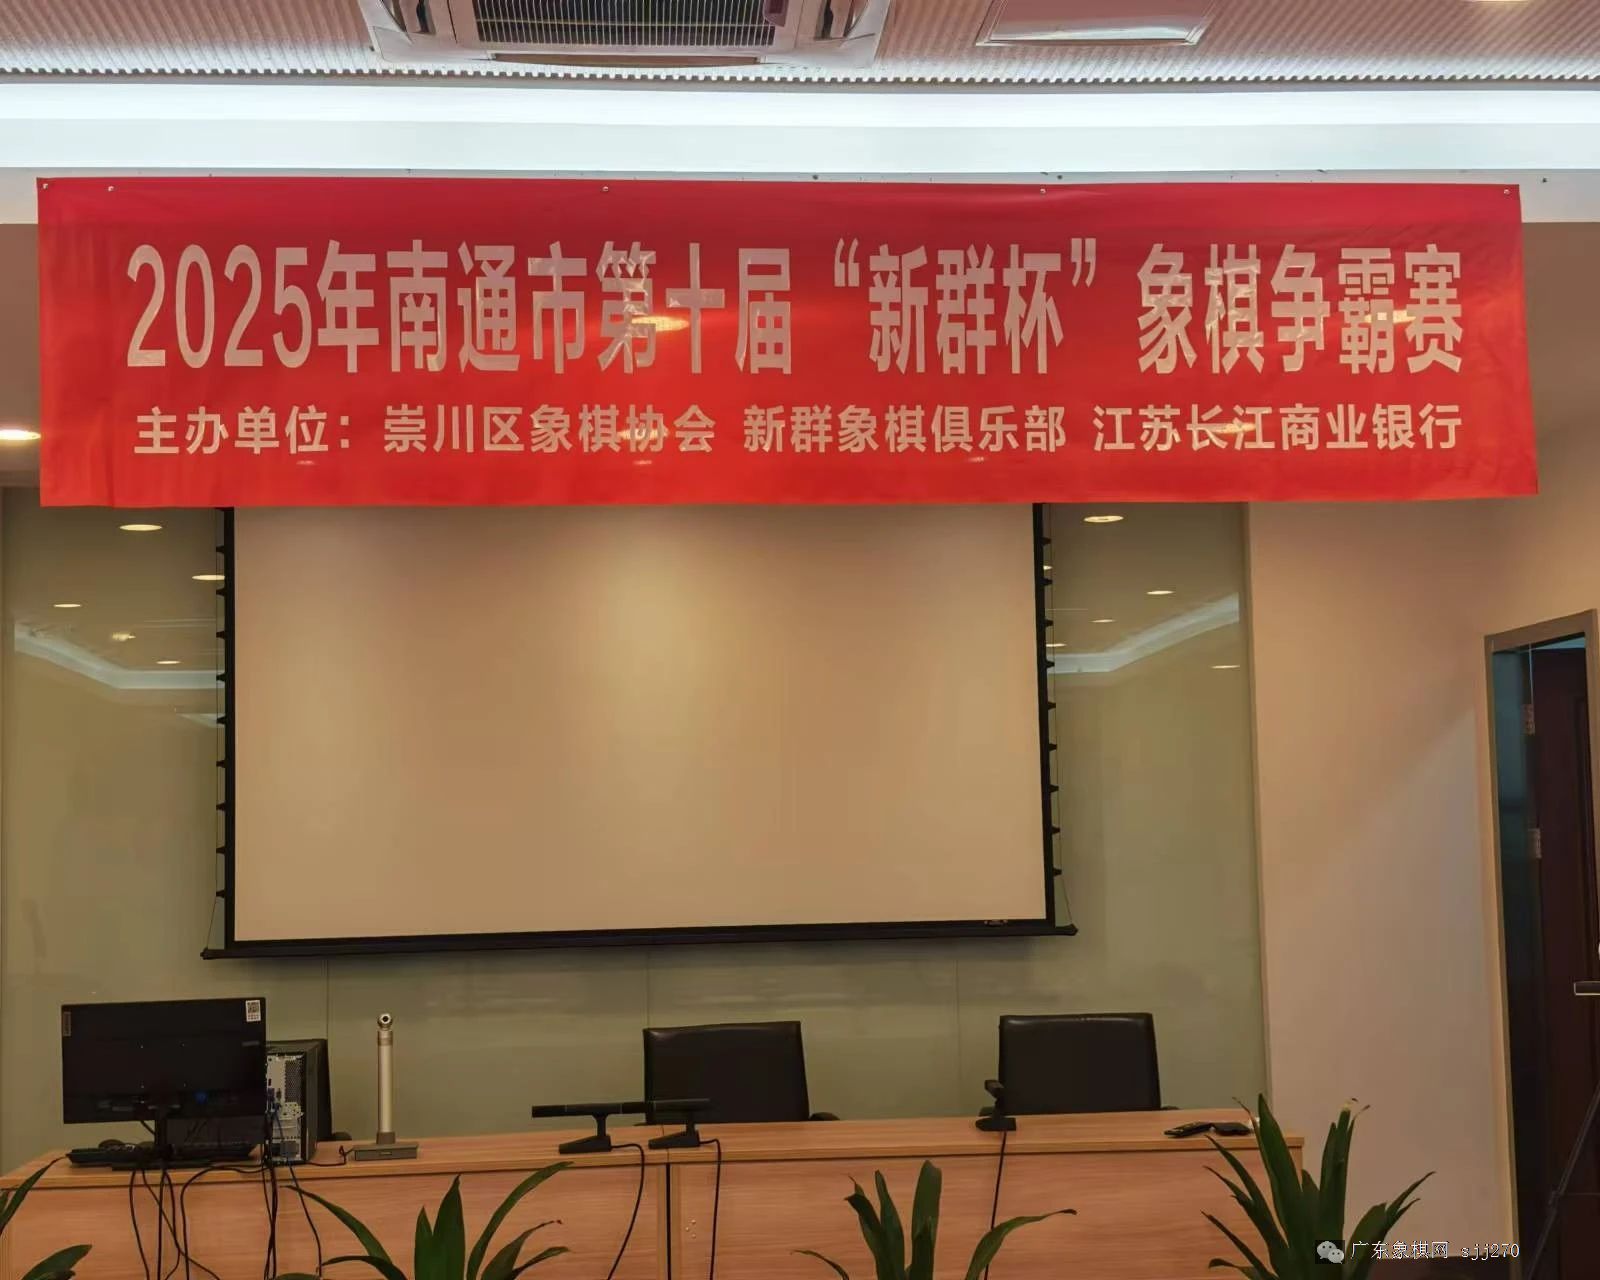 2025年南通市第十届“新群杯”象棋争霸赛
主办单位：崇川区象棋协会 新群象棋俱乐部 江苏长江商业银行
广东象棋网 sjj270